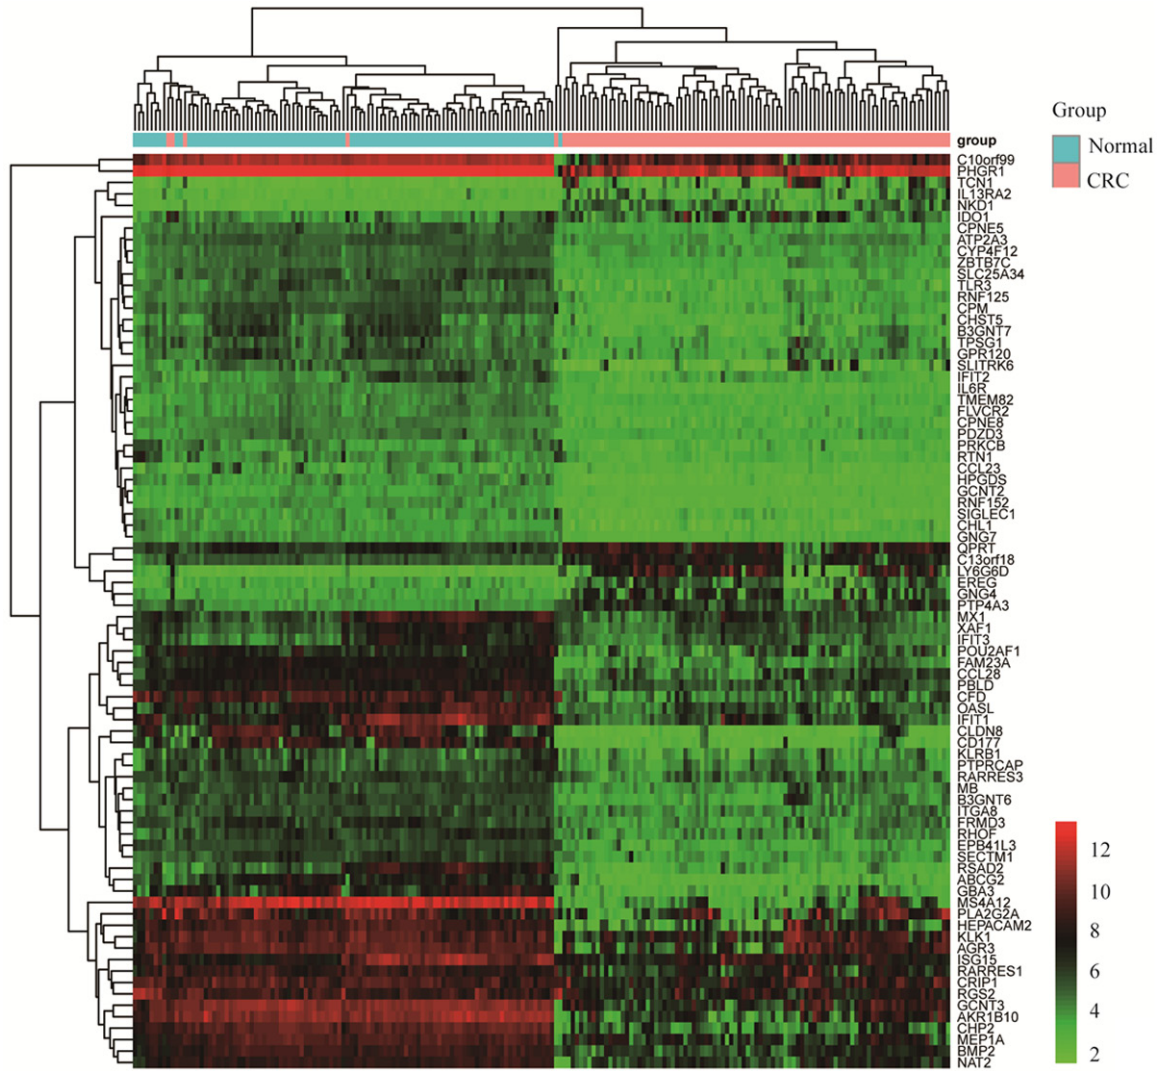 Group
Normal
CRC
group
C10orf99
PHGR1
TCN1
IL13RA2
NKD1
IDO1
CPNE5
ATP2A3
CYP4F12
ZBTB7C
SLC25A34
TLR3
RNF125
CPM
CHST5
B3GNT7
TPSG1
GPR120
SLITRK6
IFIT2
IL6R
TMEM82
FLVCR2
CPNE8
PDZD3
PRKCB
RTN1
CCL23
HPGDS
GCNT2
RNF152
SIGLEC1
CHL1
GNG7
QPRT
C13orf18
LY6G6D
EREG
GNG4
PTP4A3
MX1
XAF1
IFIT3
POU2AF1
FAM23A
CCL28
PBLD
CFD
OASL
IFIT1
CLDN8
CD177
KLRB1
PTPRCAP
RARRES3
MB
B3GNT6
ITGA8
FRMD3
RHOF
EPB41L3
SECTM1
RSAD2
ABCG2
GBA3
MS4A12
PLA2G2A
HEPACAM2
KLK1
AGR3
ISG15
RARRES1
CRIP1
RGS2
GCNT3
AKR1B10
CHP2
MEP1A
BMP2
NAT2
12
10
8
6
4
2